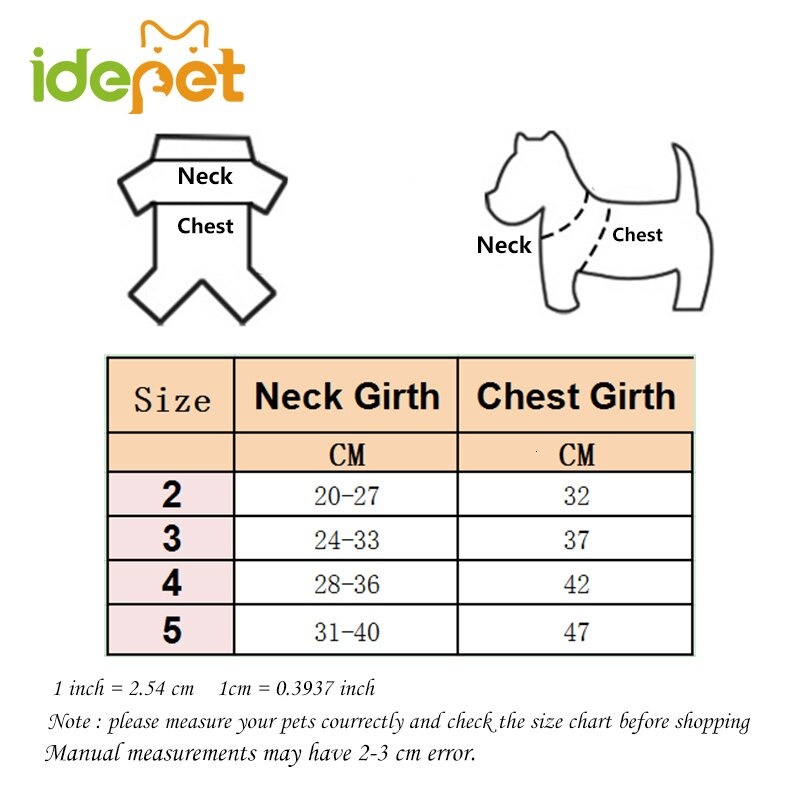 idepet
Neck
Chest
Neck
Chest
Size Neck Girth Chest Girth
CM CM
2 20-27 32
3 24-33 37
4 28-36 42
5 31-40 47
1 inch = 2.54 cm 1cm = 0.3937 inch
Note : please measure your pets courrectly and check the size chart before shopping
Manual measurements may have 2-3 cm error.